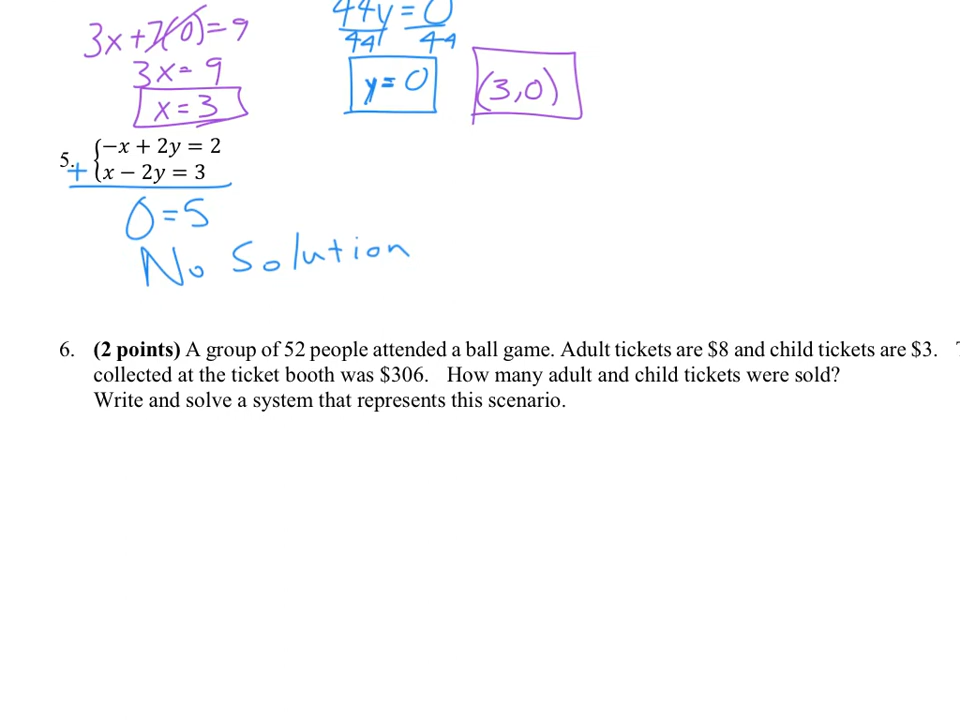 3x+7(0)=9
3x=9
x=3
44y=0
44 44
y=0
(3,0)
5. {−x + 2y = 2
+ {x − 2y = 3
0=5
No Solution
6. (2 points) A group of 52 people attended a ball game. Adult tickets are $8 and child tickets are $3.
collected at the ticket booth was $306. How many adult and child tickets were sold?
Write and solve a system that represents this scenario.